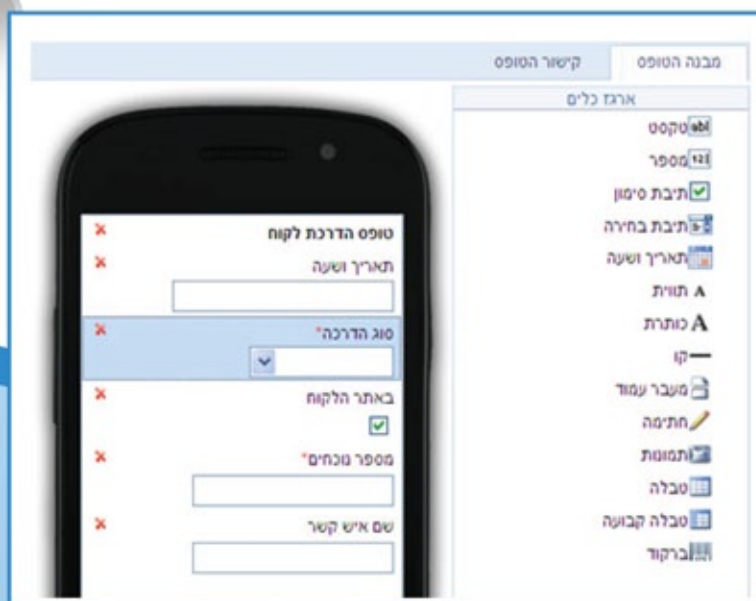 מבנה הטופס
קישור הטופס
ארגז כלים
abl טקסט
123 מספר
תיבת סימון
תיבת בחירה
תאריך ושעה
A תווית
A כותרת
קו
מעבר עמוד
חתימה
תמונות
טבלה
טבלה קבועה
ברקוד
טופס הדרכת לקוח
תאריך ושעה
סוג הדרכה*
באתר הלקוח
מספר נוכחים*
שם איש קשר